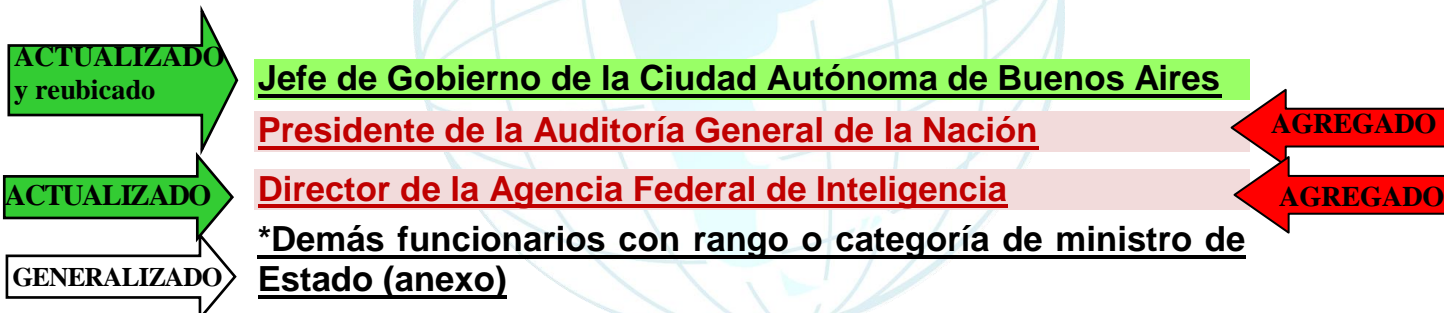 ACTUALIZADO
y reubicado
Jefe de Gobierno de la Ciudad Autónoma de Buenos Aires
Presidente de la Auditoría General de la Nación
AGREGADO
ACTUALIZADO
Director de la Agencia Federal de Inteligencia
AGREGADO
*Demás funcionarios con rango o categoría de ministro de
GENERALIZADO
Estado (anexo)